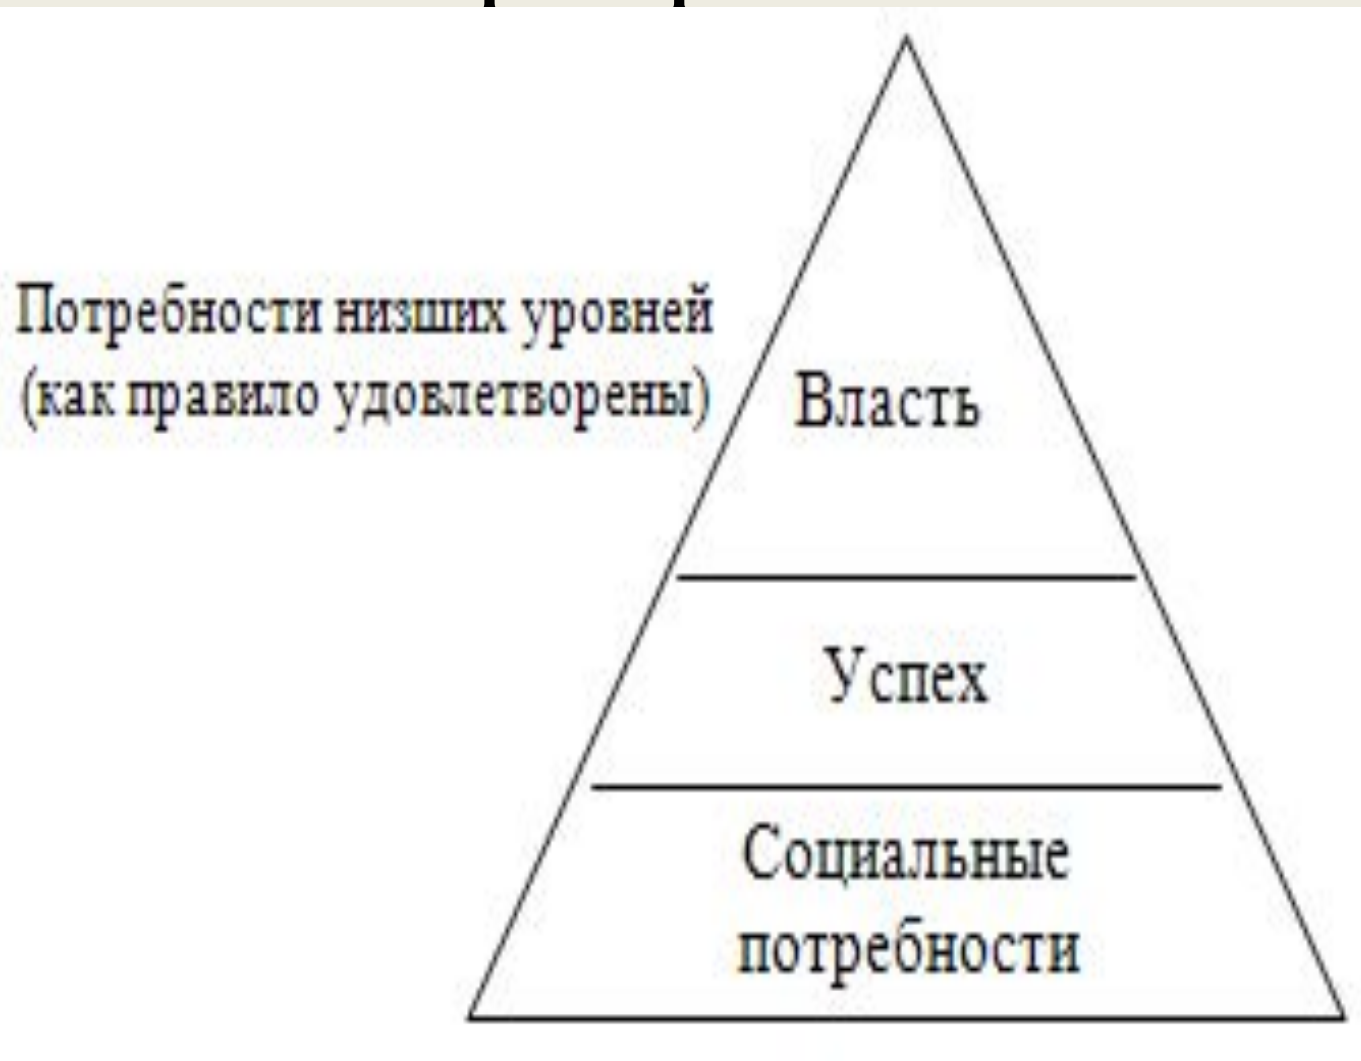 Потребности низших уровней
(как правило удовлетворены)
Власть
Успех
Социальные
потребности